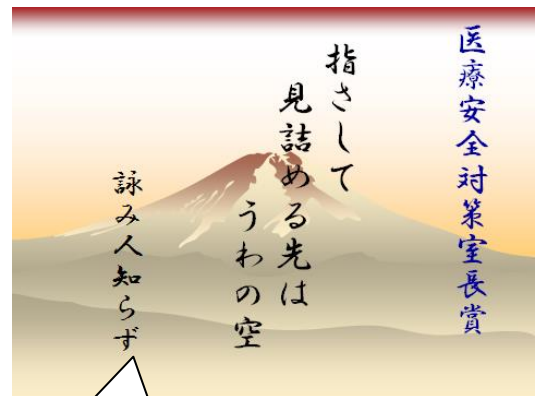 医療安全対策室長賞
指さして
見詰める先は
うわの空
詠み人知らず